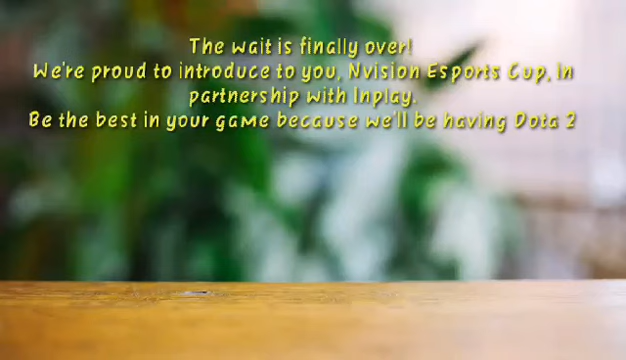 The wait is finally over!
We're proud to introduce to you, Nvision Esports Cup, in
partnership with Inplay.
Be the best in your game because we'll be having Dota 2